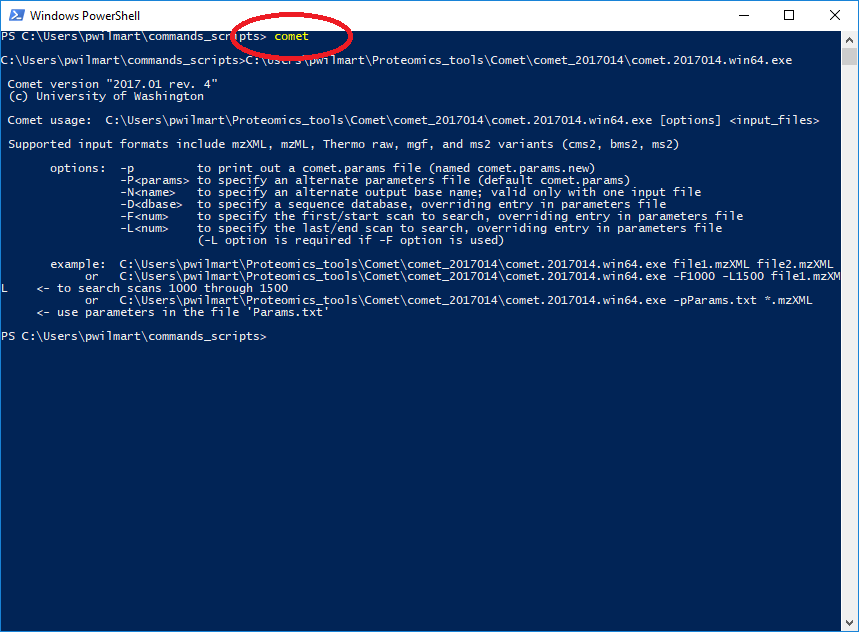 Windows PowerShell
PS C:\Users\pwilmart\commands_scripts> comet
C:\Users\pwilmart\commands_scripts>C:\Users\pwilmart\Proteomics_tools\Comet\comet_2017014\comet.2017014.win64.exe
Comet version "2017.01 rev. 4"
(c) University of Washington
Comet usage:  C:\Users\pwilmart\Proteomics_tools\Comet\comet_2017014\comet.2017014.win64.exe [options] <input_files>
Supported input formats include mzXML, mzML, Thermo raw, mgf, and ms2 variants (cms2, bms2, ms2)
options:  -p         to print out a comet.params file (named comet.params.new)
-P<params> to specify an alternate parameters file (default comet.params)
-N<name>   to specify an alternate output base name; valid only with one input file
-D<dbase>  to specify a sequence database, overriding entry in parameters file
-F<num>    to specify the first/start scan to search, overriding entry in parameters file
-L<num>    to specify the last/end scan to search, overriding entry in parameters file
(-L option is required if -F option is used)
example:  C:\Users\pwilmart\Proteomics_tools\Comet\comet_2017014\comet.2017014.win64.exe file1.mzXML file2.mzXML
or   C:\Users\pwilmart\Proteomics_tools\Comet\comet_2017014\comet.2017014.win64.exe -F1000 -L1500 file1.mzXM
L    <- to search scans 1000 through 1500
or   C:\Users\pwilmart\Proteomics_tools\Comet\comet_2017014\comet.2017014.win64.exe -pParams.txt *.mzXML
<- use parameters in the file 'Params.txt'
PS C:\Users\pwilmart\commands_scripts>